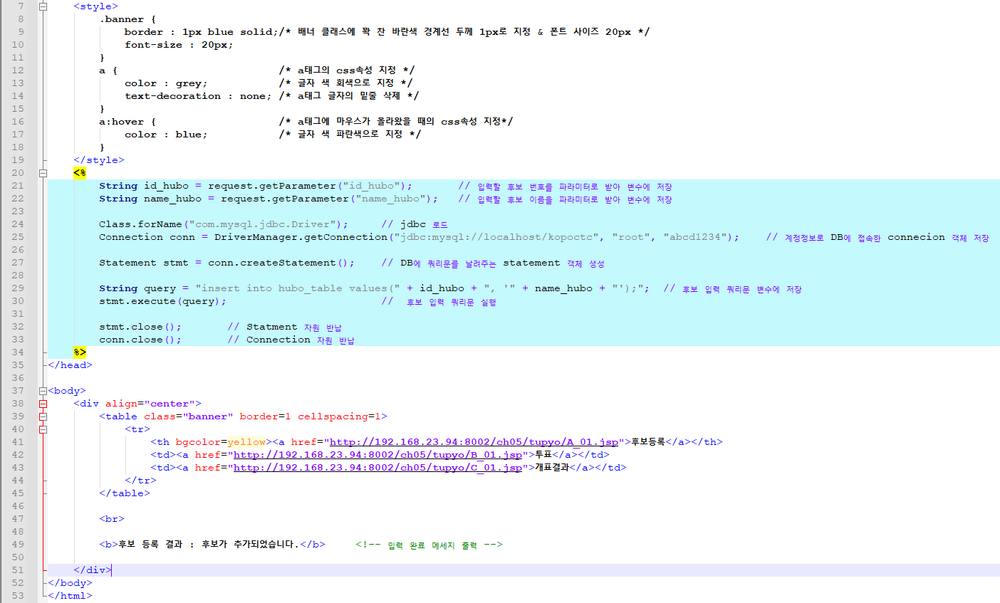 7 <style>
8 .banner {
9 border : 1px blue solid;/* 배너 클래스에 꽉 찬 바란색 경계선 두께 1px로 지정 & 폰트 사이즈 20px */
10 font-size : 20px;
11 }
12 a { /* a태그의 css속성 지정 */
13 color : grey; /* 글자 색 회색으로 지정 */
14 text-decoration : none; /* a태그 글자의 밑줄 삭제 */
15 }
16 a:hover { /* a태그에 마우스가 올라왔을 때의 css속성 지정*/
17 color : blue; /* 글자 색 파란색으로 지정 */
18 }
19 </style>
20 <%
21 String id_hubo = request.getParameter("id_hubo"); // 입력할 후보 번호를 파라미터로 받아 변수에 저장
22 String name_hubo = request.getParameter("name_hubo"); // 입력할 후보 이름을 파라미터로 받아 변수에 저장
23
24 Class.forName("com.mysql.jdbc.Driver"); // jdbc 로드
25 Connection conn = DriverManager.getConnection("jdbc:mysql://localhost/kopoctc", "root", "abcd1234"); // 계정정보로 DB에 접속한 connecion 객체 저장
26
27 Statement stmt = conn.createStatement(); // DB에 쿼리문를 날려주는 statement 객체 생성
28
29 String query = "insert into hubo_table values(" + id_hubo + ", '" + name_hubo + "');"; // 후보 입력 쿼리문 변수에 저장
30 stmt.execute(query); // 후보 입력 쿼리문 실행
31
32 stmt.close(); // Statment 자원 반납
33 conn.close(); // Connection 자원 반납
34 %>
35 </head>
36
37 <body>
38 <div align="center">
39 <table class="banner" border=1 cellspacing=1>
40 <tr>
41 <th bgcolor=yellow><a href="http://192.168.23.94:8002/ch05/tupyo/A_01.jsp">후보등록</a></th>
42 <td><a href="http://192.168.23.94:8002/ch05/tupyo/B_01.jsp">투표</a></td>
43 <td><a href="http://192.168.23.94:8002/ch05/tupyo/C_01.jsp">개표결과</a></td>
44 </tr>
45 </table>
46
47 <br>
48
49 <b>후보 등록 결과 : 후보가 추가되었습니다.</b> <!-- 입력 완료 메세지 출력 -->
50
51 </div>
52 </body>
53 </html>